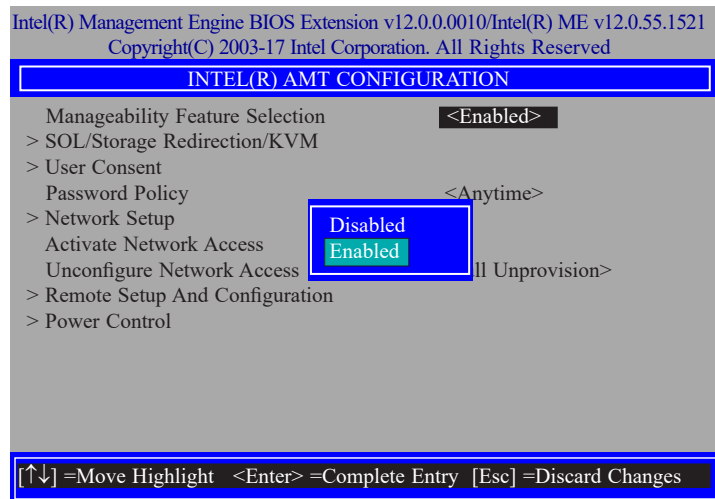 Intel(R) Management Engine BIOS Extension v12.0.0.0010/Intel(R) ME v12.0.55.1521
Copyright(C) 2003-17 Intel Corporation. All Rights Reserved
INTEL(R) AMT CONFIGURATION
Manageability Feature Selection <Enabled>
> SOL/Storage Redirection/KVM
> User Consent
Password Policy <Anytime>
> Network Setup
Disabled
Activate Network Access
Enabled
Unconfigure Network Access ll Unprovision>
> Remote Setup And Configuration
> Power Control
[↑↓] =Move Highlight <Enter> =Complete Entry [Esc] =Discard Changes